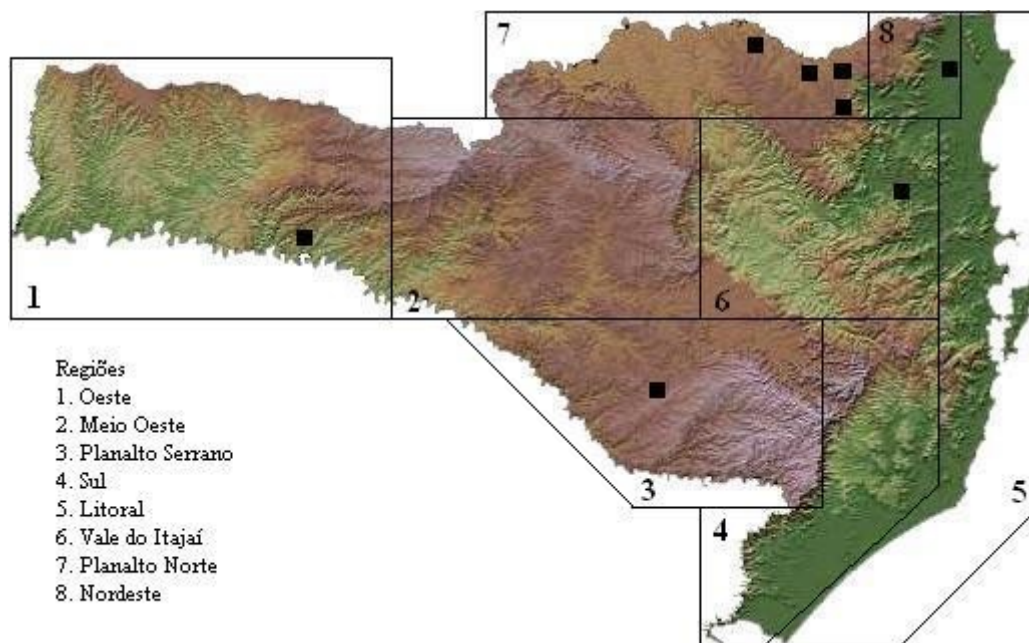 7
8
1
2
6
3
4
5
Regiões
1. Oeste
2. Meio Oeste
3. Planalto Serrano
4. Sul
5. Litoral
6. Vale do Itajaí
7. Planalto Norte
8. Nordeste